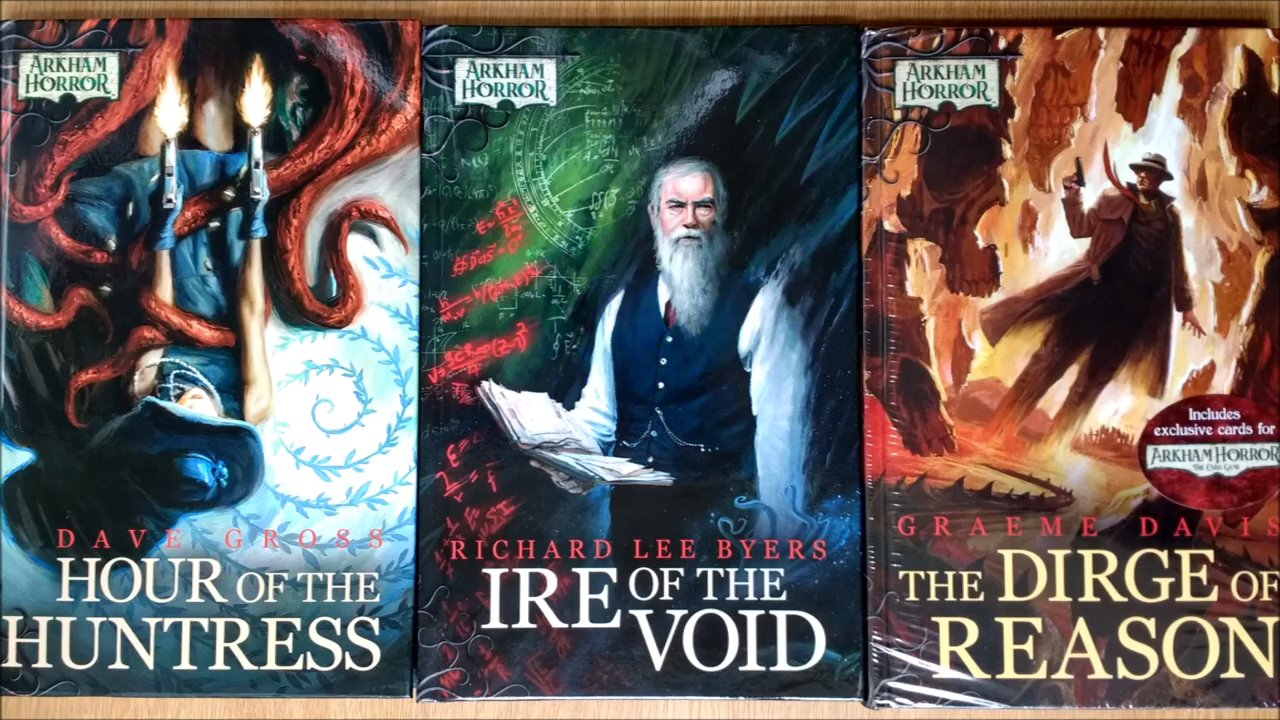 ARKHAM
HORROR
DAVE GROSS
HOUR OF THE
HUNTRESS
ARKHAM
HORROR
RICHARD LEE BYERS
IRE OF THE
VOID
ARKHAM
HORROR
Includes
exclusive cards for
ARKHAM HORROR
THE CARD GAME
GRAEME DAVIS
THE DIRGE OF
REASON